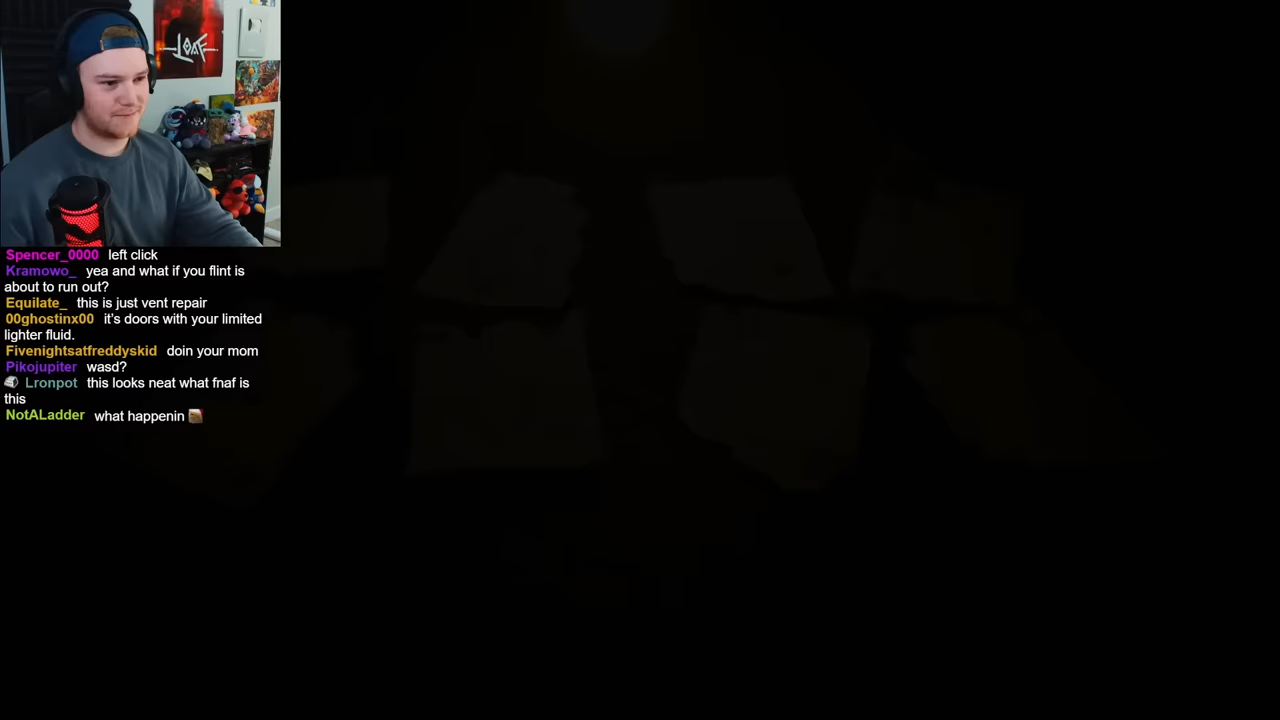 LOAF
Spencer_0000 left click
Kramowo_ yea and what if you flint is
about to run out?
Equilate_ this is just vent repair
00ghostinx00 it's doors with your limited
lighter fluid.
Fivenightsatfreddyskid doin your mom
Pikojupiter wasd?
Lronpot this looks neat what fnaf is
this
NotALadder what happenin